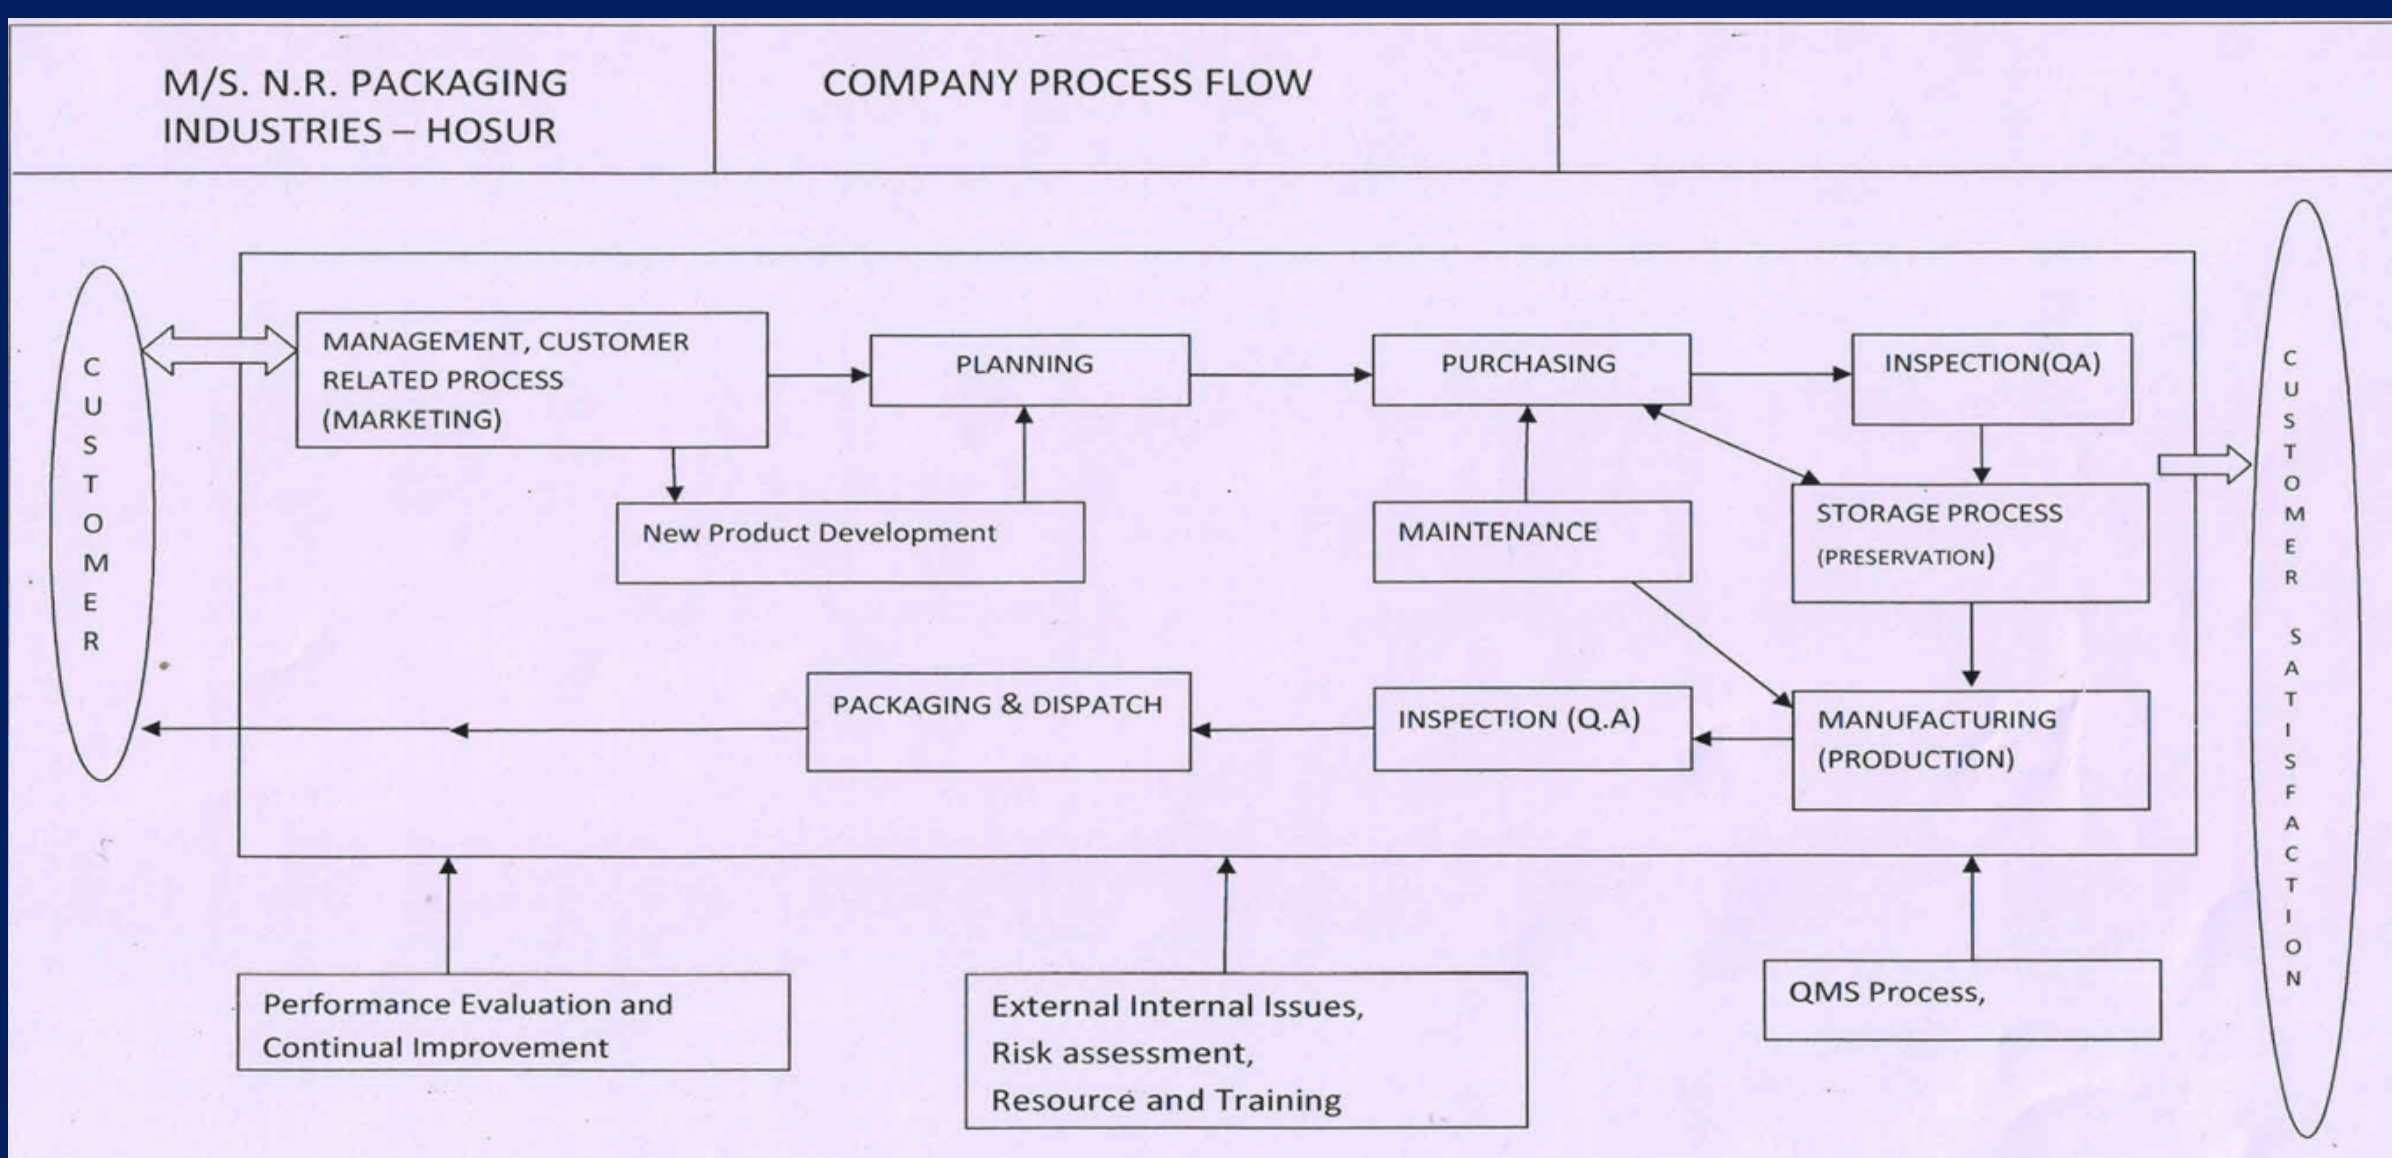 M/S. N.R. PACKAGING
INDUSTRIES – HOSUR
COMPANY PROCESS FLOW
CUSTOMER
MANAGEMENT, CUSTOMER
RELATED PROCESS
(MARKETING)
PLANNING
PURCHASING
INSPECTION(QA)
New Product Development
MAINTENANCE
STORAGE PROCESS
(PRESERVATION)
PACKAGING & DISPATCH
INSPECTION (Q.A)
MANUFACTURING
(PRODUCTION)
CUSTOMER SATISFACTION
Performance Evaluation and
Continual Improvement
External Internal Issues,
Risk assessment,
Resource and Training
QMS Process,